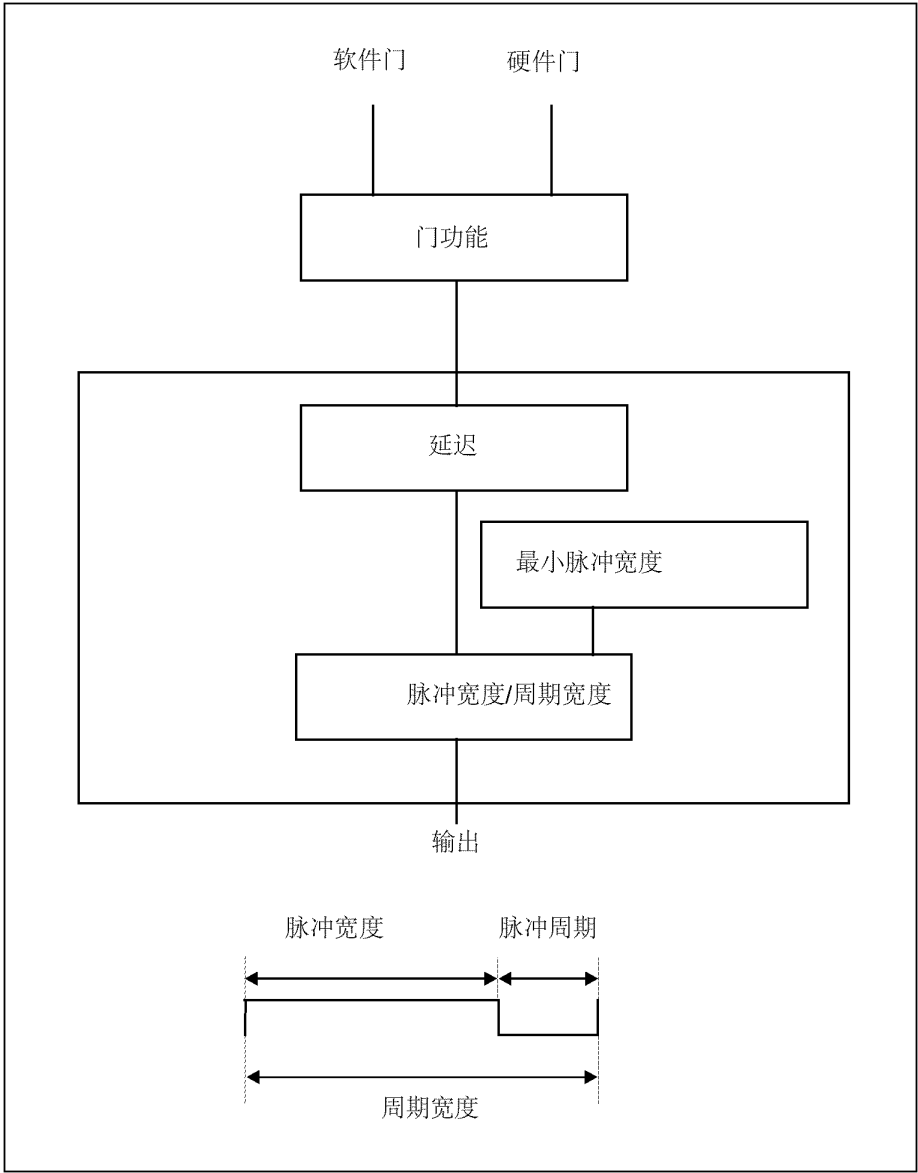 软件门
硬件门
门功能
延迟
最小脉冲宽度
脉冲宽度/周期宽度
输出
脉冲宽度
脉冲周期
周期宽度